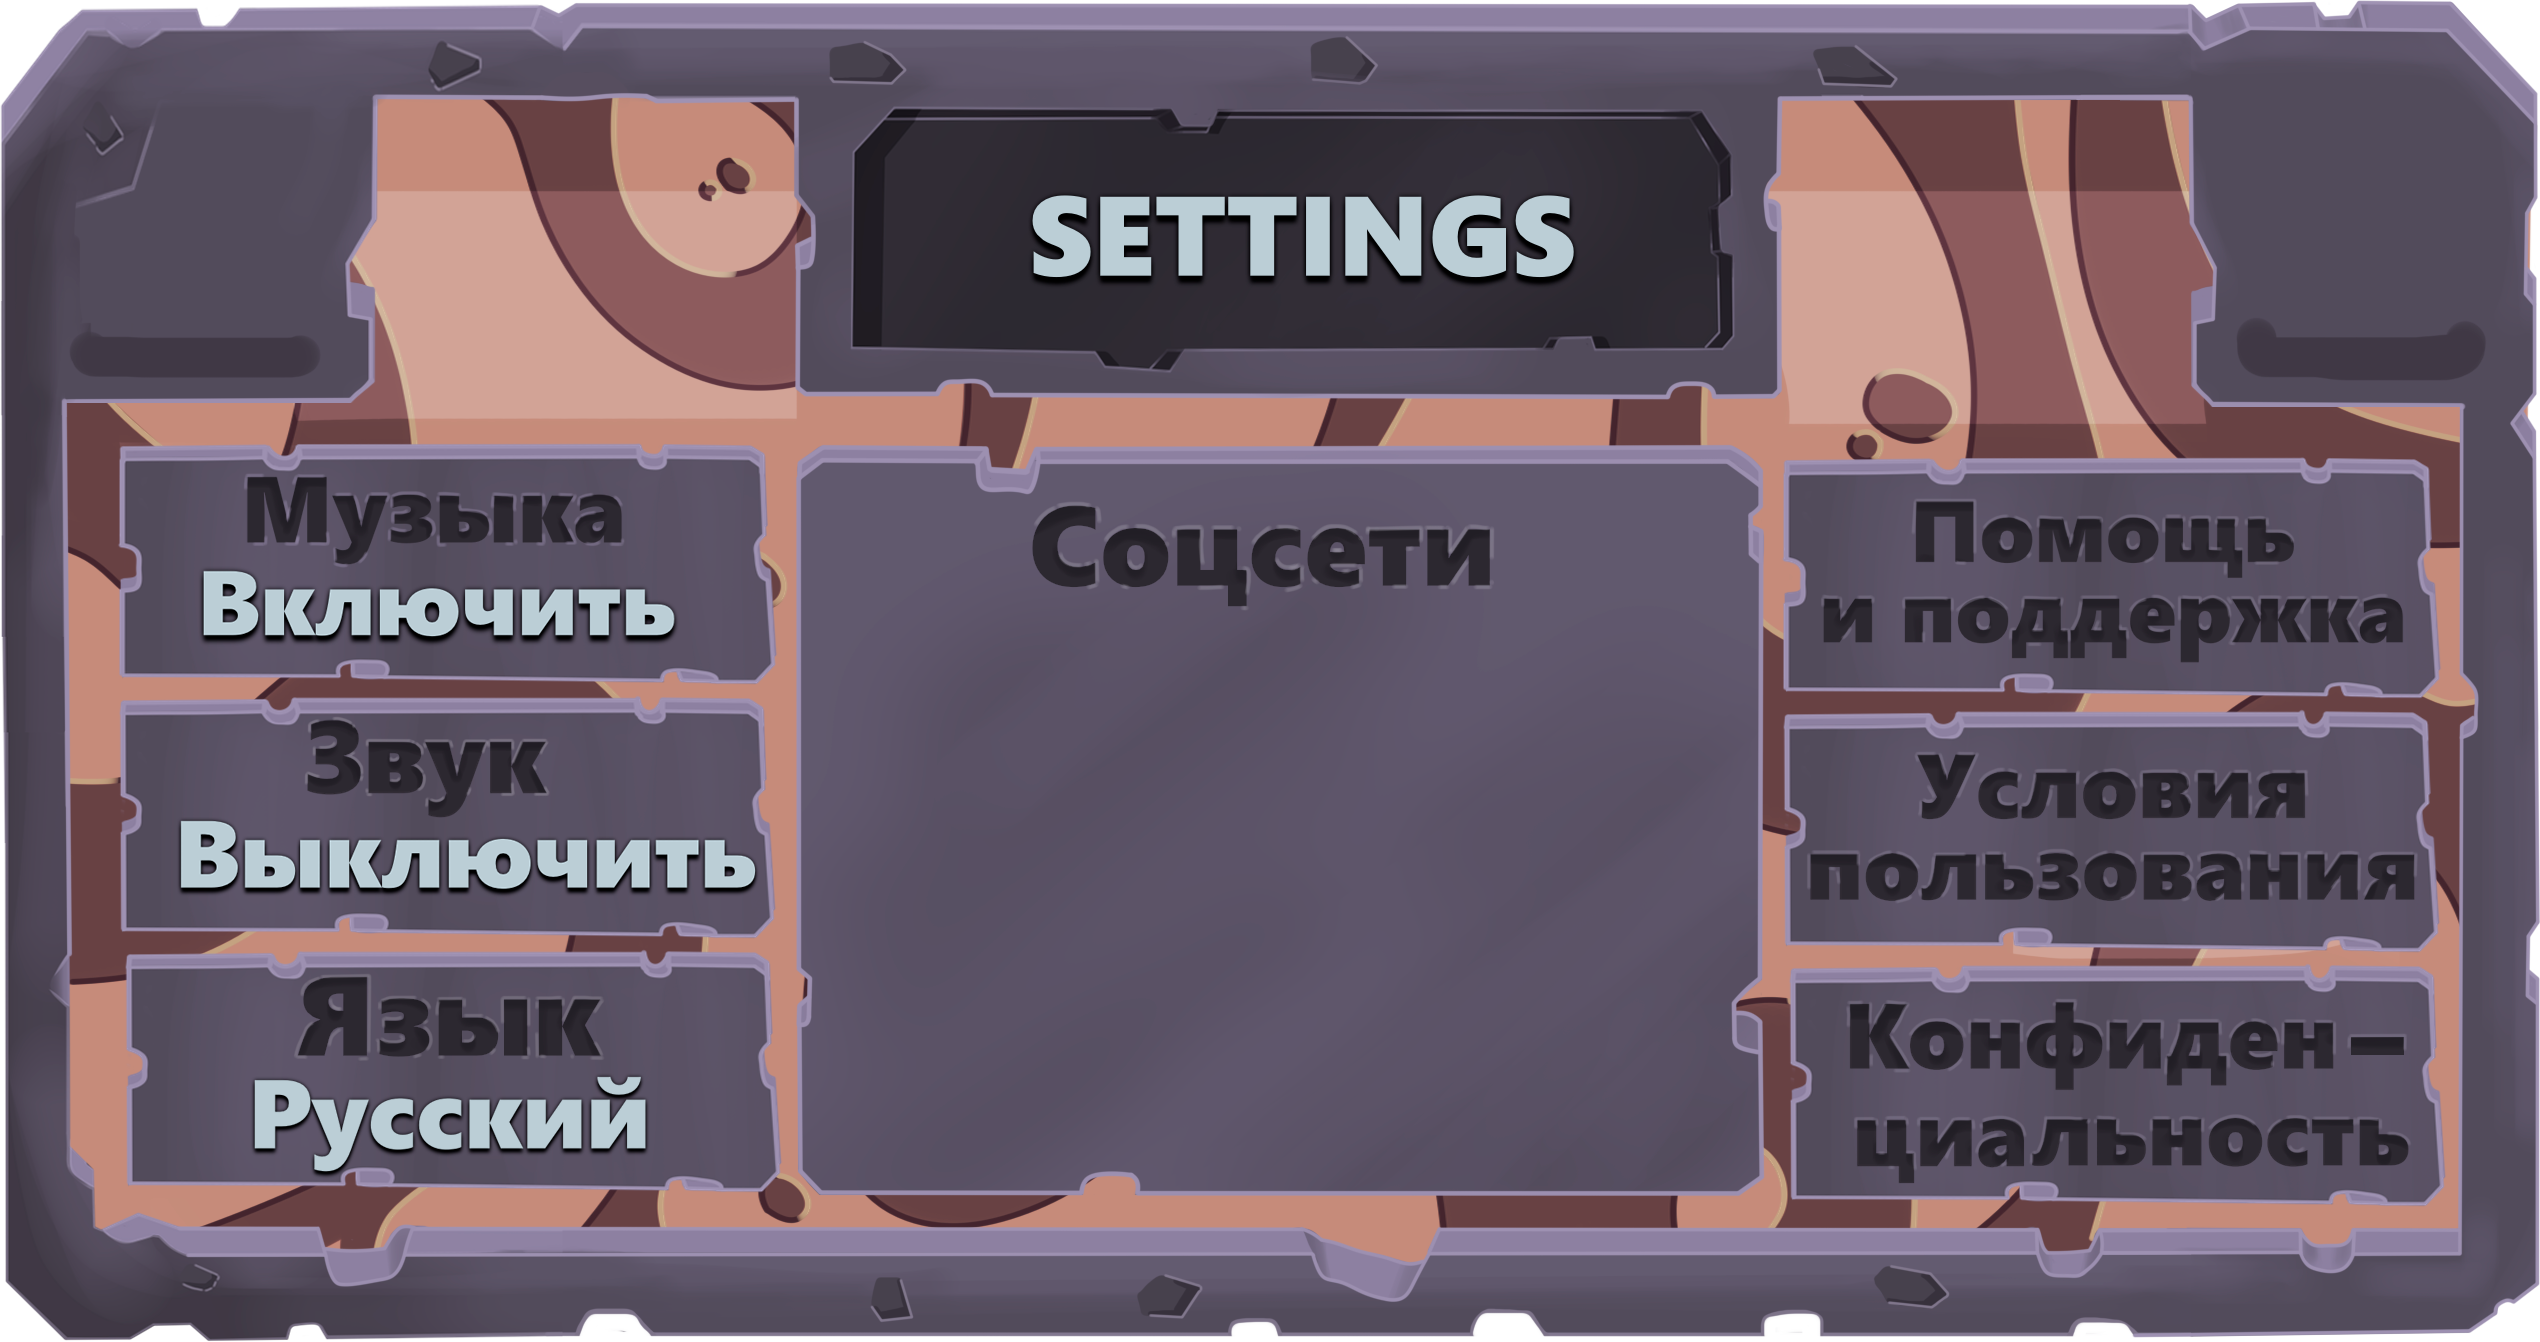 SETTINGS
Музыка
Включить
Звук
Выключить
Язык
Русский
Соцсети
Помощь
и поддержка
Условия
пользования
Конфиден–
циальность